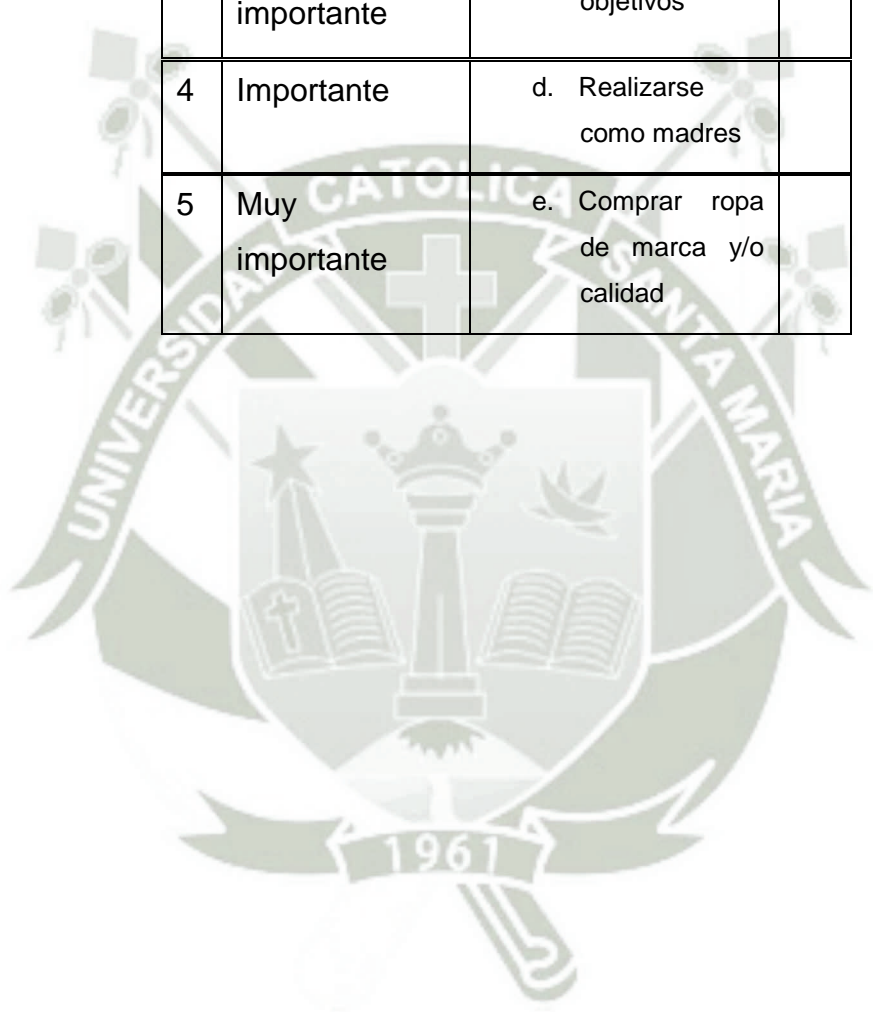 importante
objetivos
4 Importante d. Realizarse
como madres
5 Muy e. Comprar ropa
importante de marca y/o
calidad
UNIVERSIDAD CATOLICA SANTA MARIA
1961